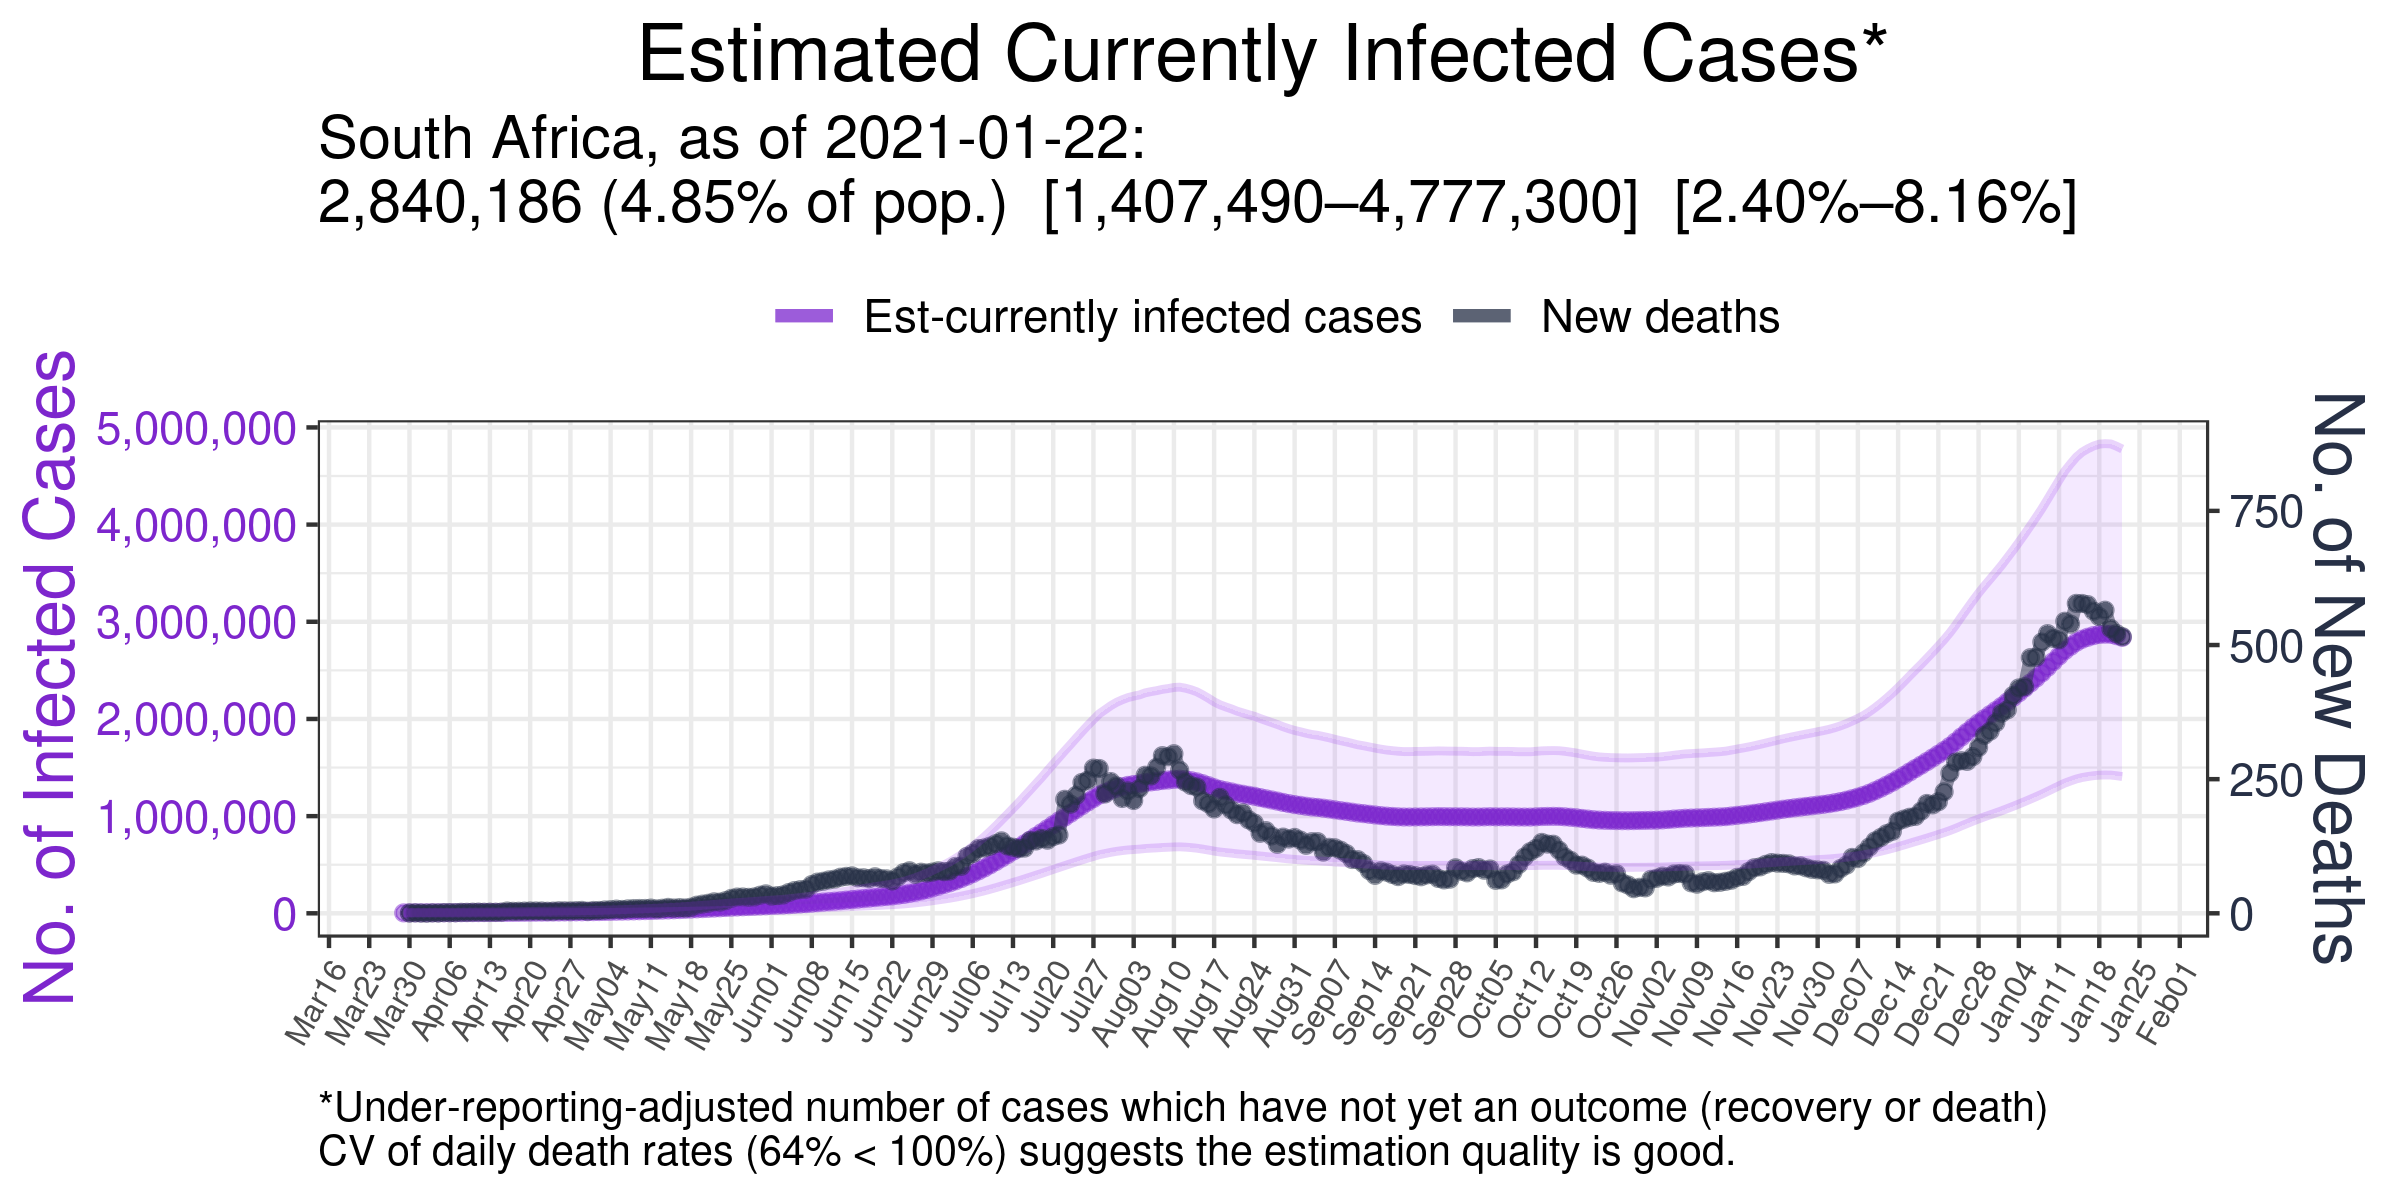 Estimated Currently Infected Cases*
South Africa, as of 2021-01-22:
2,840,186 (4.85% of pop.)  [1,407,490–4,777,300]  [2.40%–8.16%]
Est-currently infected cases New deaths
No. of Infected Cases
5,000,000
4,000,000
3,000,000
2,000,000
1,000,000
0
750
500
250
0
No. of New Deaths
Mar16 Mar23 Mar30 Apr06 Apr13 Apr20 Apr27 May04 May11 May18 May25 Jun01 Jun08 Jun15 Jun22 Jun29 Jul06 Jul13 Jul20 Jul27 Aug03 Aug10 Aug17 Aug24 Aug31 Sep07 Sep14 Sep21 Sep28 Oct05 Oct12 Oct19 Oct26 Nov02 Nov09 Nov16 Nov23 Nov30 Dec07 Dec14 Dec21 Dec28 Jan04 Jan11 Jan18 Jan25 Feb01
*Under-reporting-adjusted number of cases which have not yet an outcome (recovery or death)
CV of daily death rates (64% < 100%) suggests the estimation quality is good.